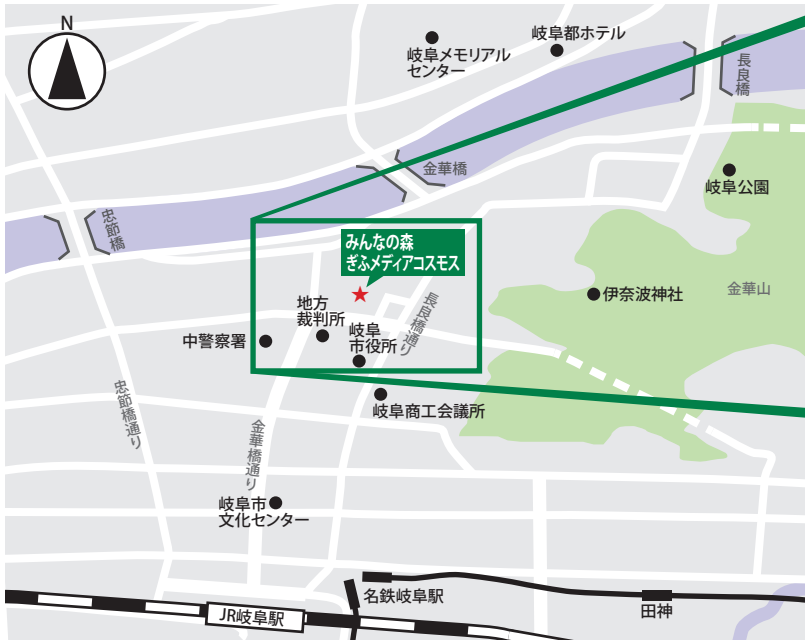 N
岐阜メモリアル
センター
岐阜都ホテル
長良橋
金華橋
岐阜公園
忠節橋
みんなの森
ぎふメディアコスモス
長良橋通り
伊奈波神社
金華山
地方
裁判所
中警察署
岐阜
市役所
岐阜商工会議所
忠節橋通り
金華橋通り
岐阜市
文化センター
名鉄岐阜駅
JR岐阜駅
田神